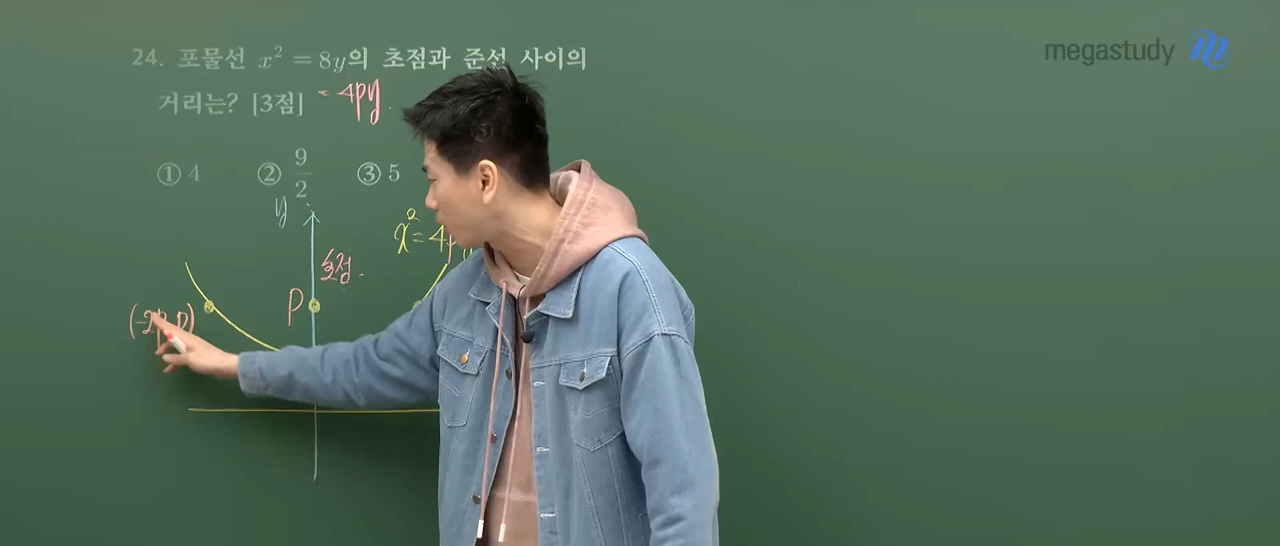 megastudy
24. 포물선 x² = 8y의 초점과 준선 사이의
거리는? [3점] = 4py.
① 4 ② 9/2 ③ 5
y
x² = 4py
초점.
P
(-2p, p)